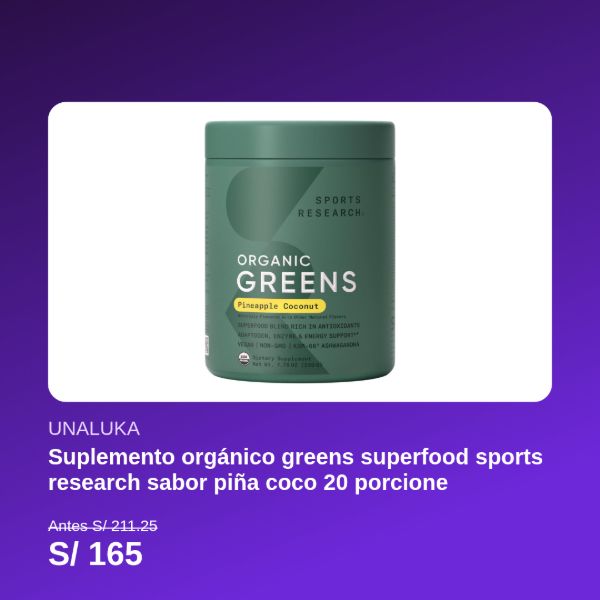 SPORTS
RESEARCH
ORGANIC
GREENS
Pineapple Coconut
SUPERFOOD BLEND RICH IN ANTIOXIDANTS
ADAPTOGEN, ENZYME & ENERGY SUPPORT**
VEGAN | NON-GMO | KSM-66® ASHWAGANDHA
Dietary Supplement
UNALUKA
Suplemento orgánico greens superfood sports
research sabor piña coco 20 porcione
Antes S/ 211.25
S/ 165